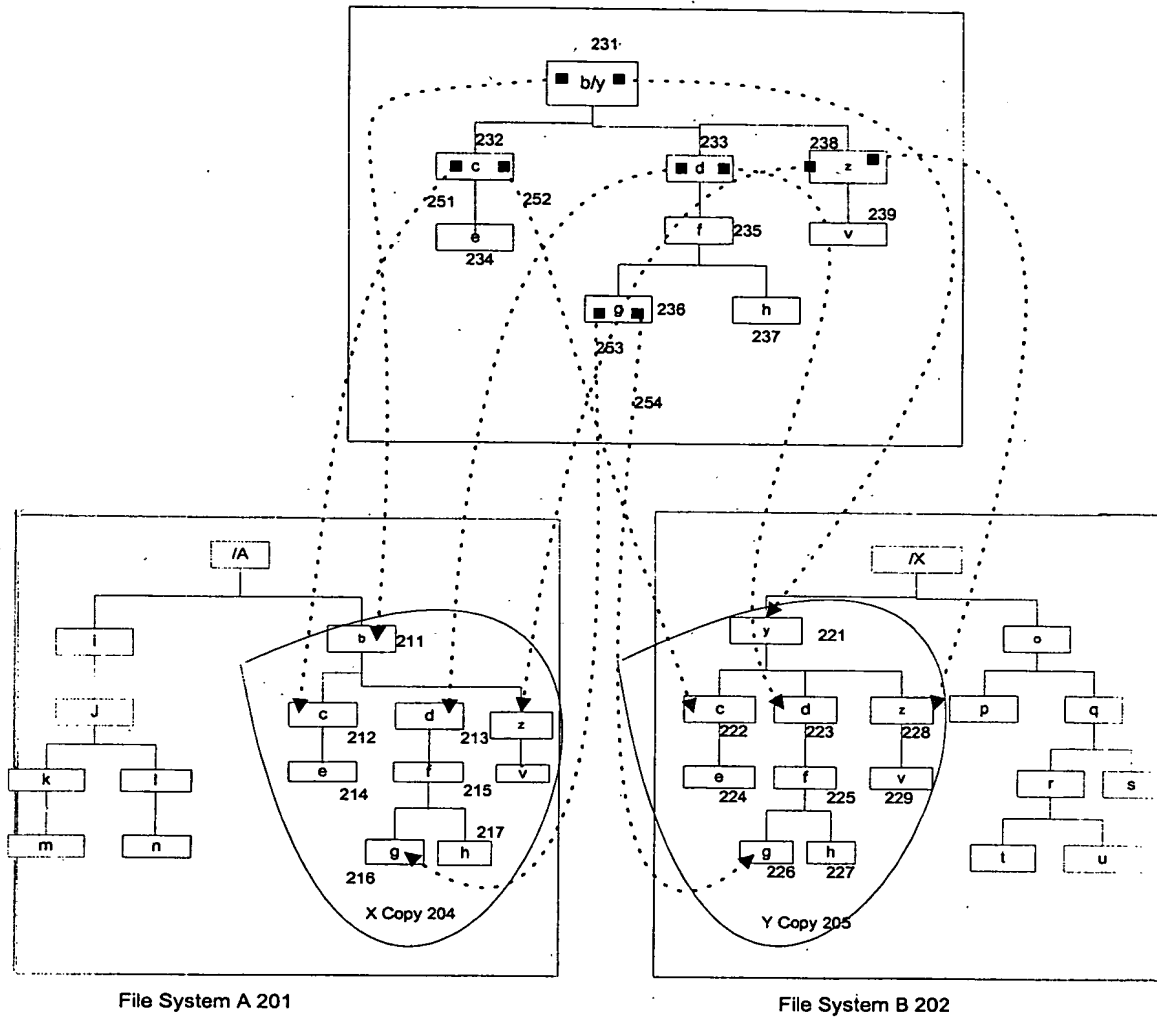 231
b/y
232
233
238
c
d
z
251
252
239
e
f
235
v
234
g
236
h
253
237
254
/A
/X
i
b
211
y
221
o
J
c
d
z
212
213
c
d
z
p
q
222
223
228
k
l
e
f
v
214
215
e
f
v
r
s
224
225
229
m
n
217
g
h
216
g
h
226
227
t
u
X Copy 204
Y Copy 205
File System A 201
File System B 202